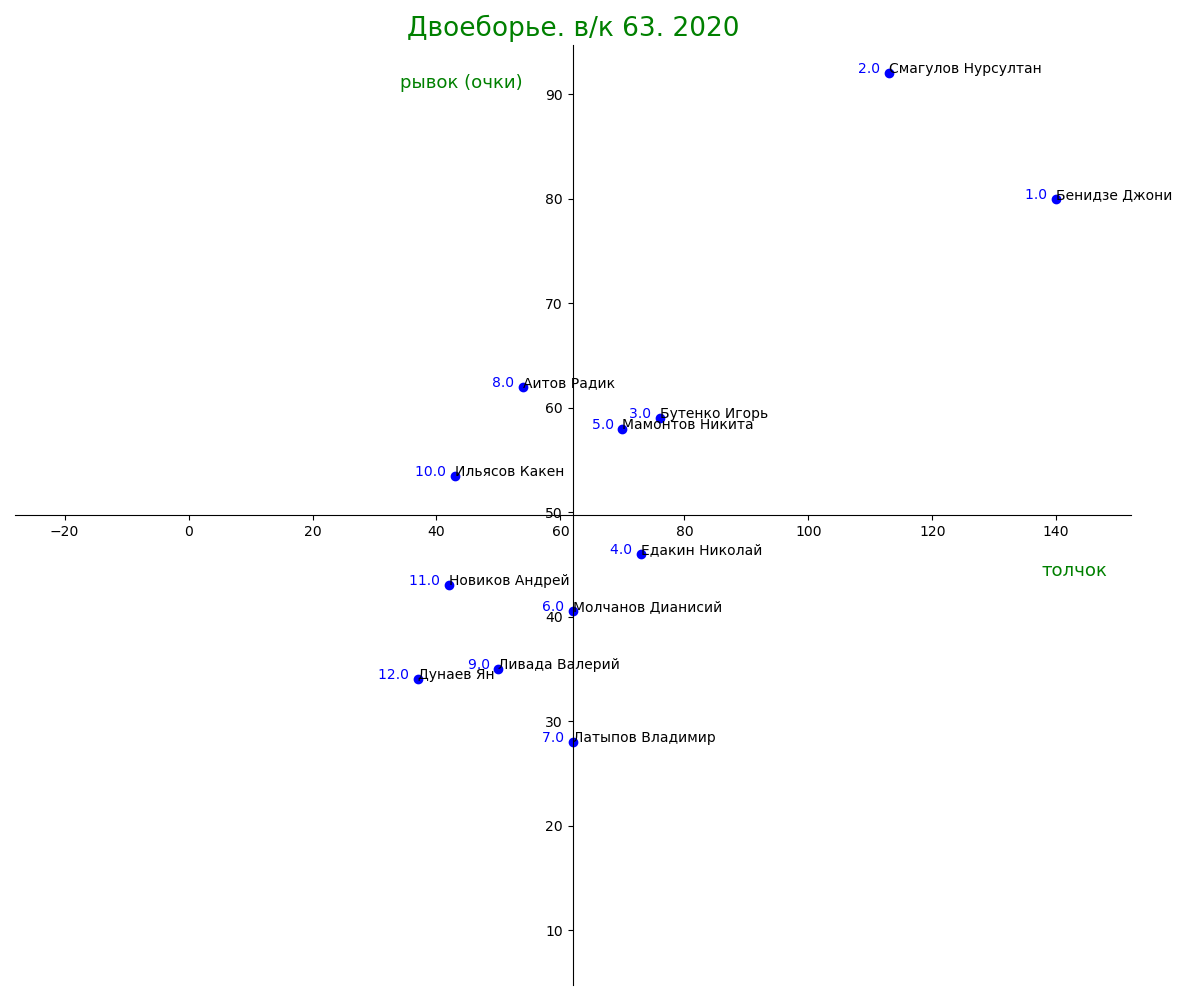 Двоеборье. в/к 63. 2020
рывок (очки)
2.0 Смагулов Нурсултан
90
1.0 Бенидзе Джони
80
70
8.0 Аитов Радик
60
3.0 Бутенко Игорь
5.0 Мамонтов Никита
10.0 Ильясов Какен
50
−20 0 20 40 60 80 100 120 140
4.0 Едакин Николай
толчок
11.0 Новиков Андрей
6.0 Молчанов Дианисий
40
9.0 Ливада Валерий
12.0 Дунаев Ян
30
7.0 Латыпов Владимир
20
10